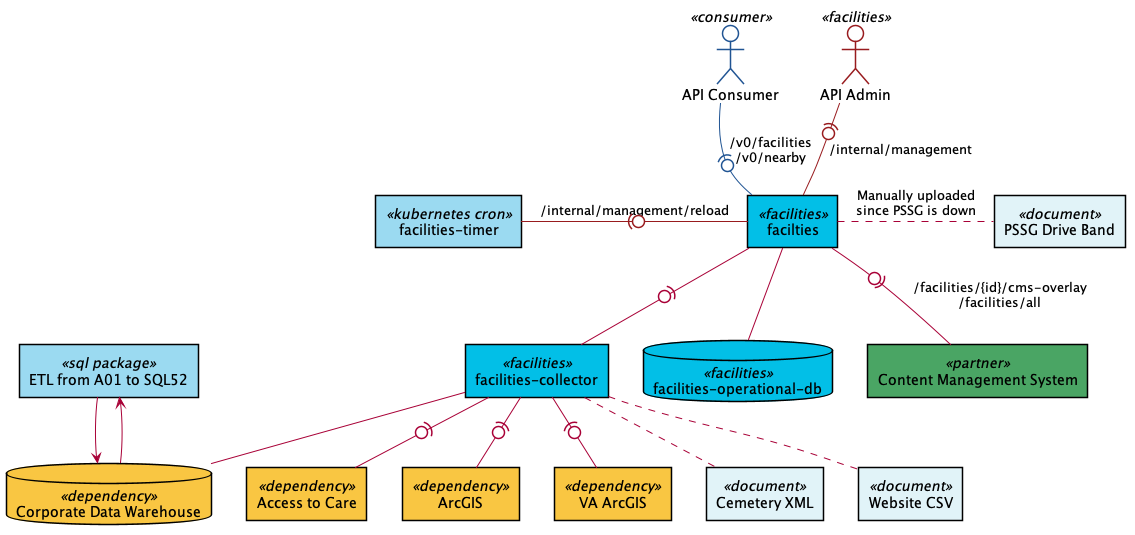 «consumer»
API Consumer
«facilities»
API Admin
/v0/facilities
/v0/nearby
/internal/management
«kubernetes cron»
facilities-timer
/internal/management/reload
«facilities»
facilties
Manually uploaded
since PSSG is down
«document»
PSSG Drive Band
/facilities/{id}/cms-overlay
/facilities/all
«sql package»
ETL from A01 to SQL52
«facilities»
facilities-collector
«facilities»
facilities-operational-db
«partner»
Content Management System
«dependency»
Corporate Data Warehouse
«dependency»
Access to Care
«dependency»
ArcGIS
«dependency»
VA ArcGIS
«document»
Cemetery XML
«document»
Website CSV